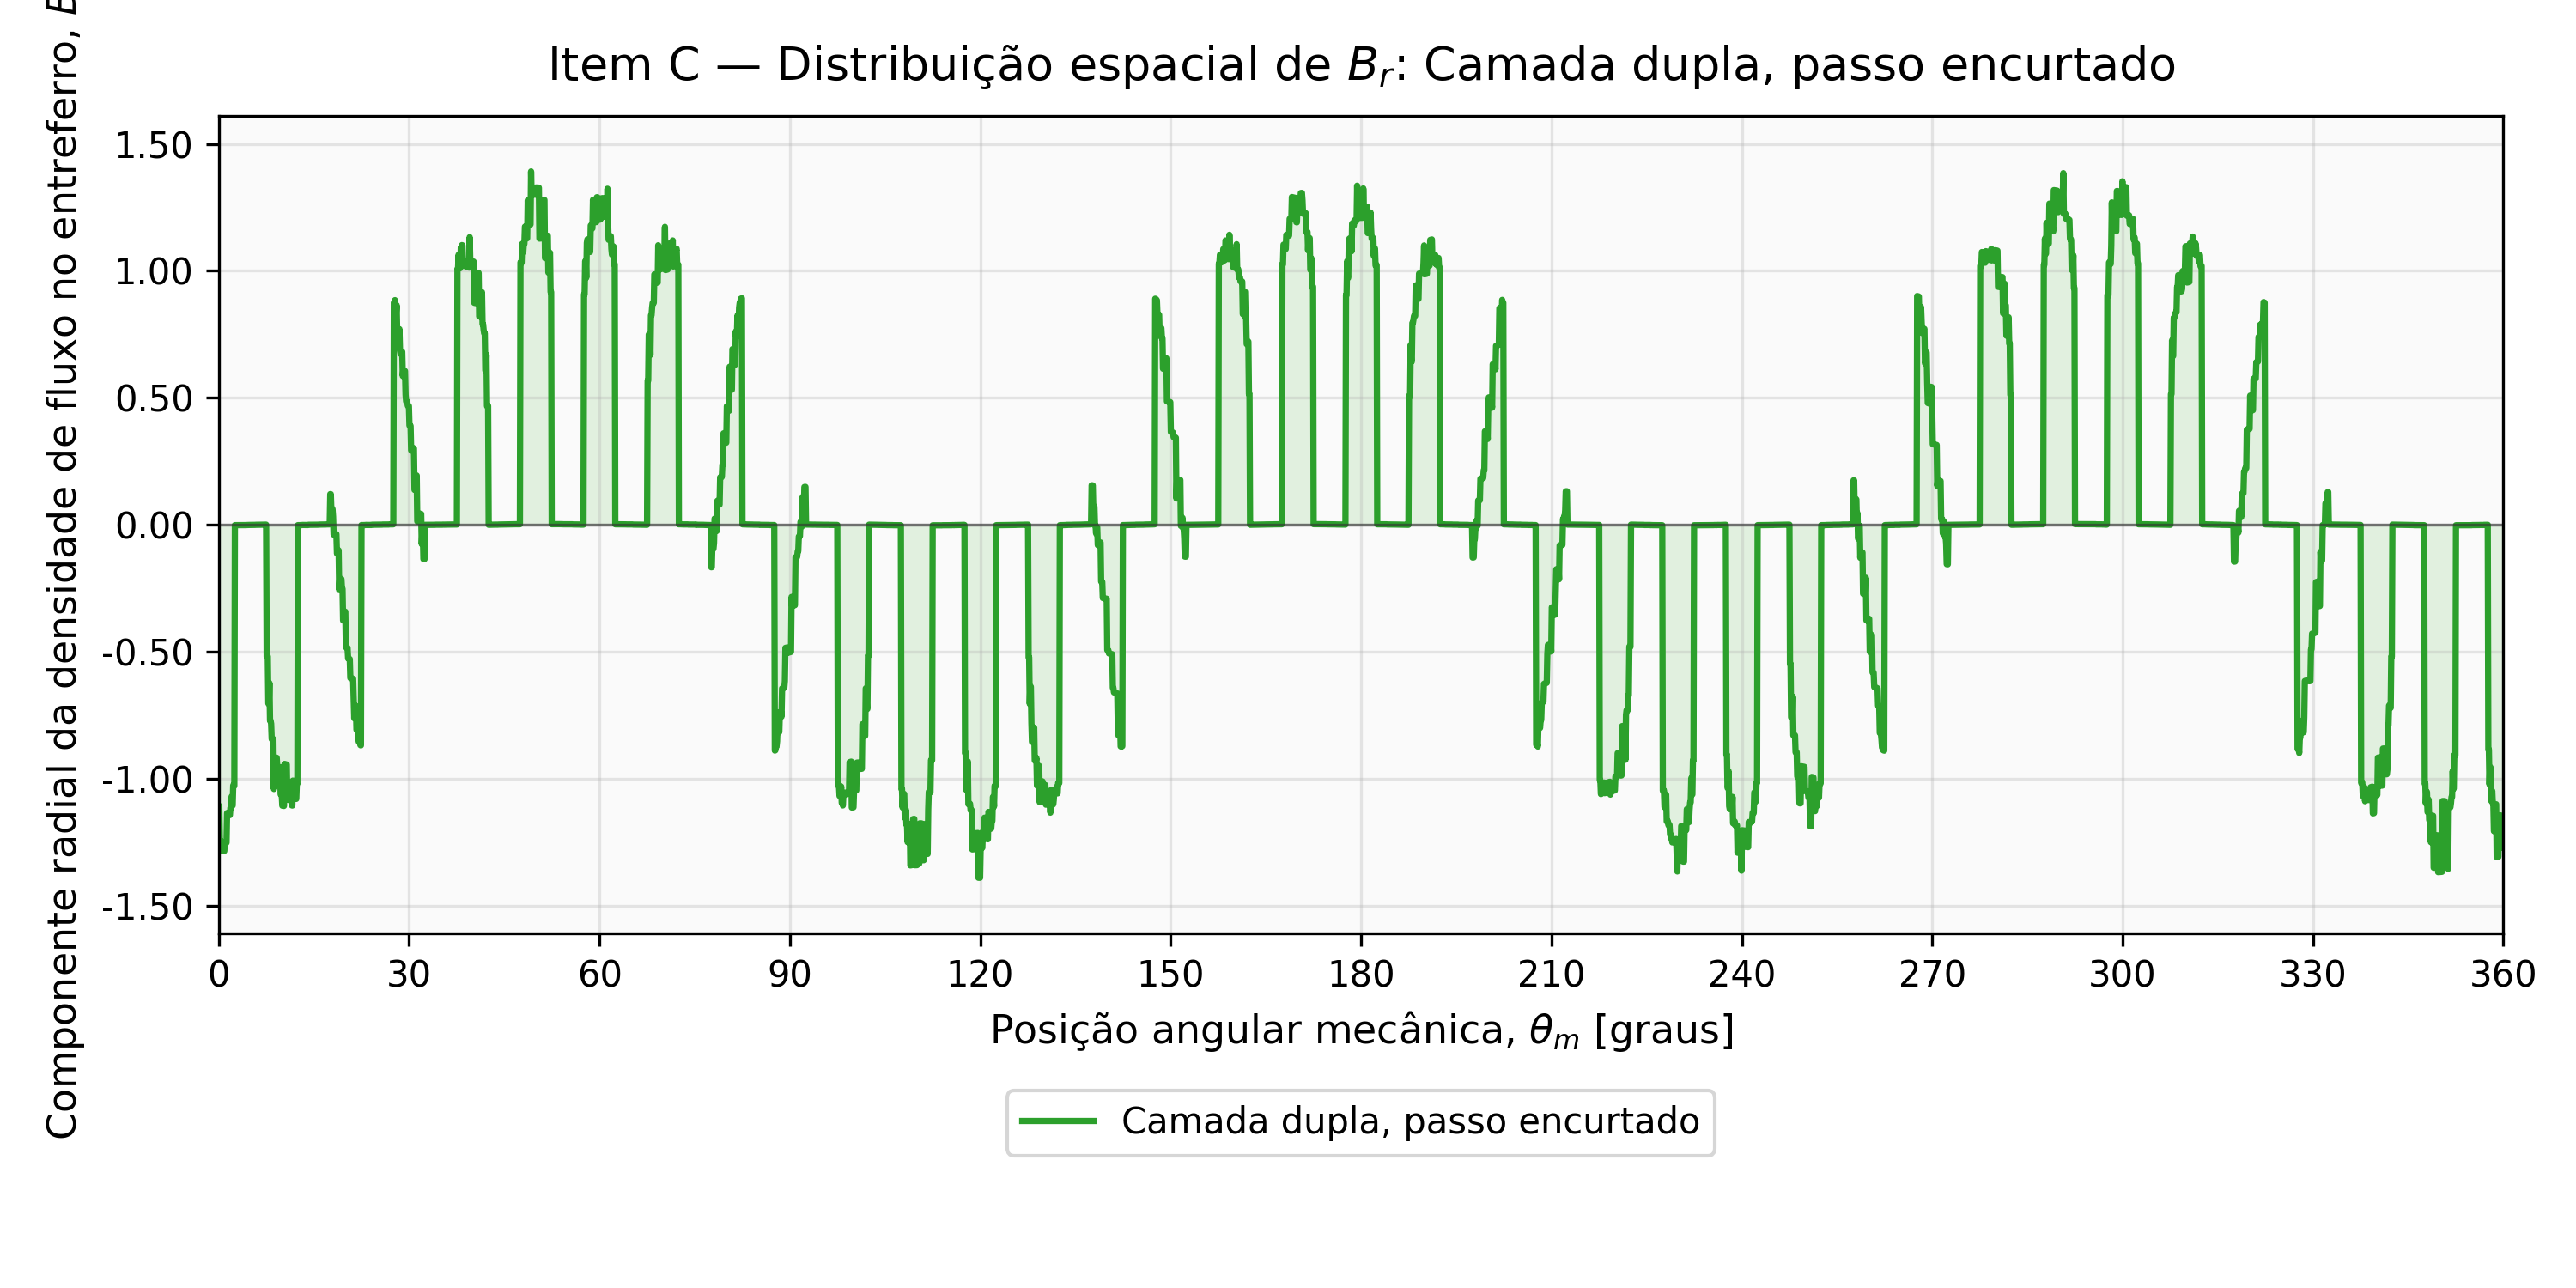 Item C — Distribuição espacial de Br: Camada dupla, passo encurtado
Componente radial da densidade de fluxo no entreferro, B
1.50
1.00
0.50
0.00
-0.50
-1.00
-1.50
0 30 60 90 120 150 180 210 240 270 300 330 360
Posição angular mecânica, θm [graus]
Camada dupla, passo encurtado